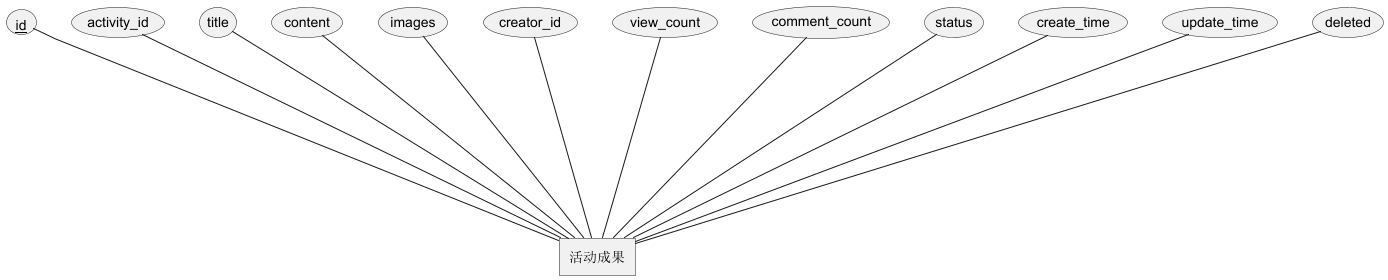 id
activity_id
title
content
images
creator_id
view_count
comment_count
status
create_time
update_time
deleted
活动成果